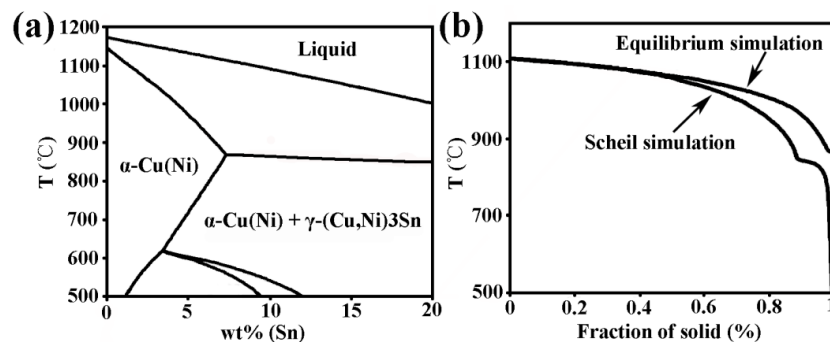 (a)
1200
1100
1000
900
800
700
600
500
T (℃)
Liquid
α-Cu(Ni)
α-Cu(Ni) + γ-(Cu,Ni)3Sn
0
5
10
15
20
wt% (Sn)
(b)
1100
900
700
500
T (℃)
Equilibrium simulation
Scheil simulation
0
0.2
0.4
0.6
0.8
1
Fraction of solid (%)